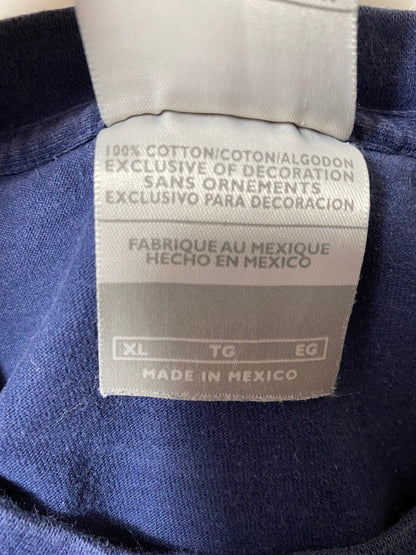 100% COTTON/COTON/ALGODON
EXCLUSIVE OF DECORATION
SANS ORNEMENTS
EXCLUSIVO PARA DECORACION
FABRIQUE AU MEXIQUE
HECHO EN MEXICO
XL TG EG
MADE IN MEXICO